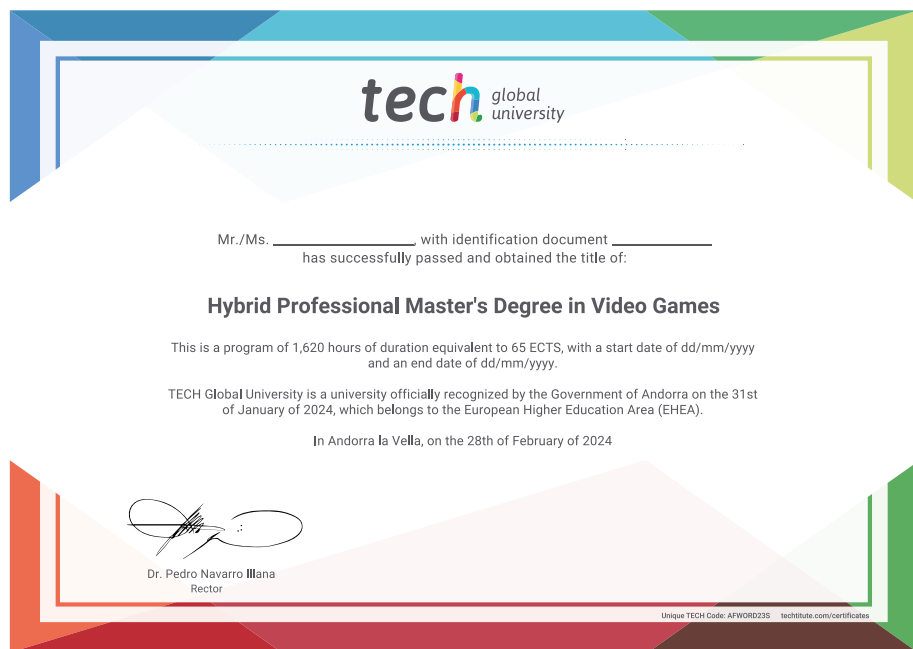 tech global university
Mr./Ms. ____________, with identification document ____________
has successfully passed and obtained the title of:
Hybrid Professional Master's Degree in Video Games
This is a program of 1,620 hours of duration equivalent to 65 ECTS, with a start date of dd/mm/yyyy
and an end date of dd/mm/yyyy.
TECH Global University is a university officially recognized by the Government of Andorra on the 31st
of January of 2024, which belongs to the European Higher Education Area (EHEA).
In Andorra la Vella, on the 28th of February of 2024
Dr. Pedro Navarro Illana
Rector
Unique TECH Code: AFWORD23S techtitute.com/certificates